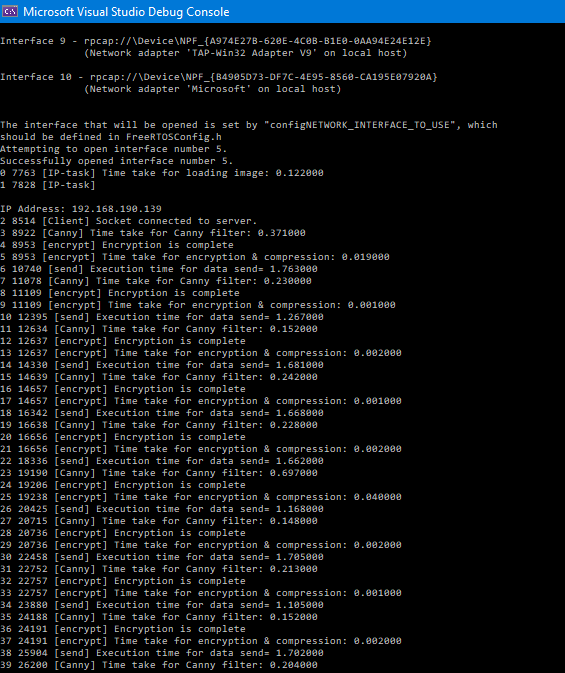 C:\ Microsoft Visual Studio Debug Console
Interface 9 - rpcap://\Device\NPF_{A974E27B-620E-4C0B-B1E0-0AA94E24E12E}
(Network adapter 'TAP-Win32 Adapter V9' on local host)
Interface 10 - rpcap://\Device\NPF_{B4905D73-DF7C-4E95-8560-CA195E07920A}
(Network adapter 'Microsoft' on local host)
The interface that will be opened is set by "configNETWORK_INTERFACE_TO_USE", which
should be defined in FreeRTOSConfig.h
Attempting to open interface number 5.
Successfully opened interface number 5.
0 7763 [IP-task] Time take for loading image: 0.122000
1 7828 [IP-task]
IP Address: 192.168.190.139
2 8514 [Client] Socket connected to server.
3 8922 [Canny] Time take for Canny filter: 0.371000
4 8953 [encrypt] Encryption is complete
5 8953 [encrypt] Time take for encryption & compression: 0.019000
6 10740 [send] Execution time for data send= 1.763000
7 11078 [Canny] Time take for Canny filter: 0.230000
8 11109 [encrypt] Encryption is complete
9 11109 [encrypt] Time take for encryption & compression: 0.001000
10 12395 [send] Execution time for data send= 1.267000
11 12634 [Canny] Time take for Canny filter: 0.152000
12 12637 [encrypt] Encryption is complete
13 12637 [encrypt] Time take for encryption & compression: 0.002000
14 14330 [send] Execution time for data send= 1.681000
15 14639 [Canny] Time take for Canny filter: 0.242000
16 14657 [encrypt] Encryption is complete
17 14657 [encrypt] Time take for encryption & compression: 0.001000
18 16342 [send] Execution time for data send= 1.668000
19 16638 [Canny] Time take for Canny filter: 0.228000
20 16656 [encrypt] Encryption is complete
21 16656 [encrypt] Time take for encryption & compression: 0.002000
22 18336 [send] Execution time for data send= 1.662000
23 19190 [Canny] Time take for Canny filter: 0.697000
24 19206 [encrypt] Encryption is complete
25 19238 [encrypt] Time take for encryption & compression: 0.040000
26 20425 [send] Execution time for data send= 1.168000
27 20715 [Canny] Time take for Canny filter: 0.148000
28 20736 [encrypt] Encryption is complete
29 20736 [encrypt] Time take for encryption & compression: 0.002000
30 22458 [send] Execution time for data send= 1.705000
31 22752 [Canny] Time take for Canny filter: 0.213000
32 22757 [encrypt] Encryption is complete
33 22757 [encrypt] Time take for encryption & compression: 0.001000
34 23880 [send] Execution time for data send= 1.105000
35 24188 [Canny] Time take for Canny filter: 0.152000
36 24191 [encrypt] Encryption is complete
37 24191 [encrypt] Time take for encryption & compression: 0.002000
38 25904 [send] Execution time for data send= 1.702000
39 26200 [Canny] Time take for Canny filter: 0.204000